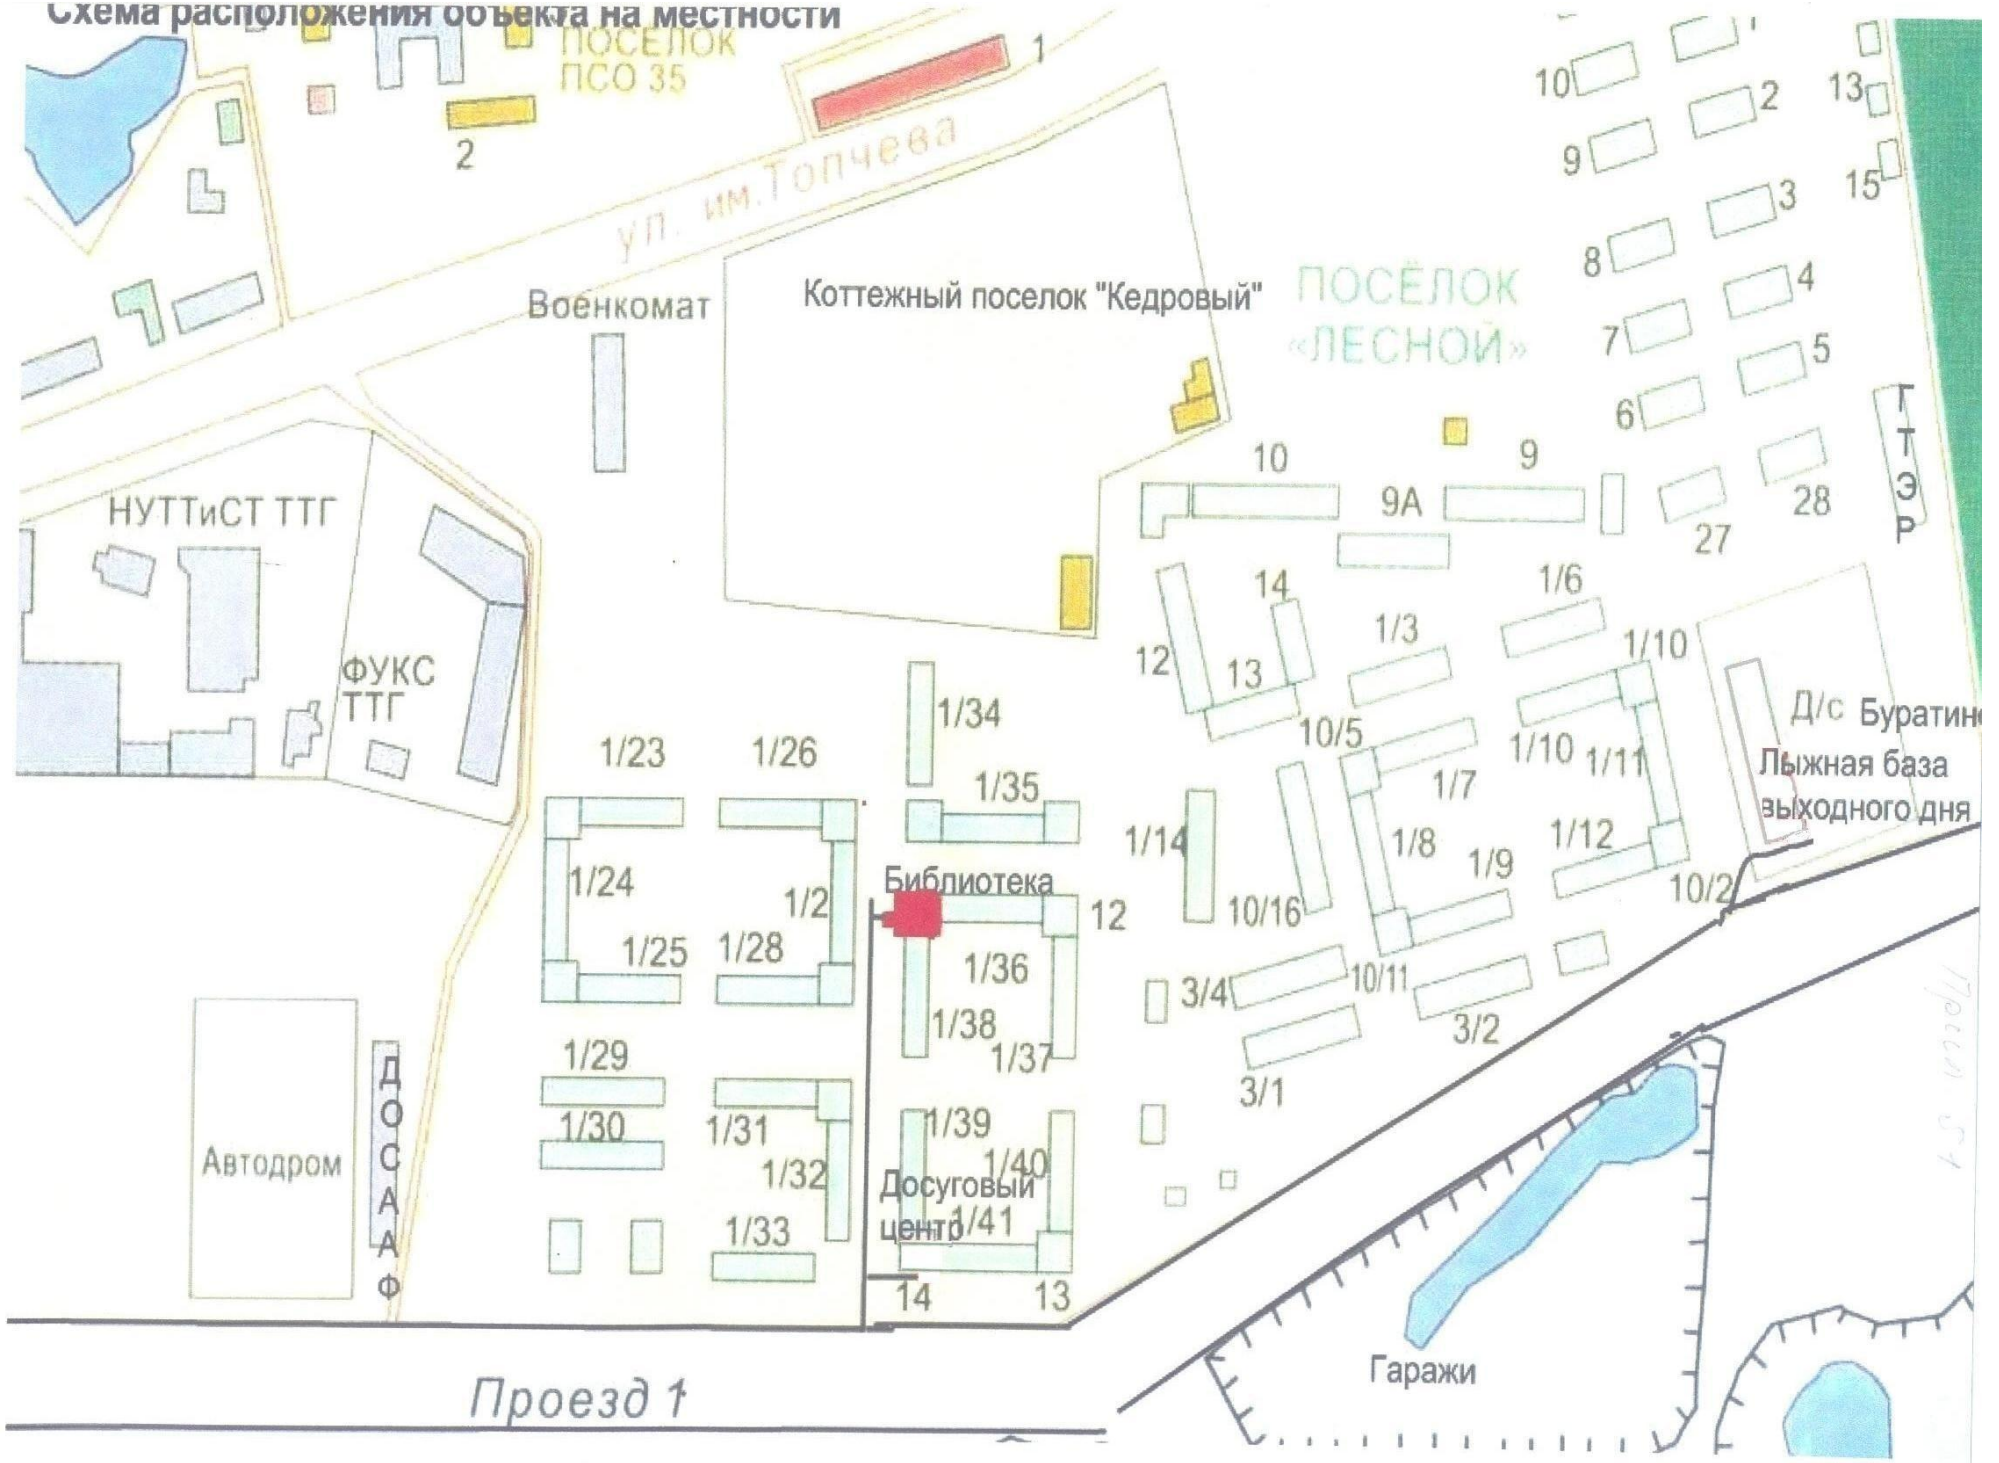 Схема расположения объекта на местности
ПОСЁЛОК
ПСО 35
1
2
ул. им.Топчева
Военкомат
Коттежный поселок "Кедровый"
ПОСЁЛОК
«ЛЕСНОЙ»
10
9
8
7
6
2
3
4
5
13
15
27
28
ГТЭР
НУТТиСТ ТТГ
ФУКС
ТТГ
10
9А
9
12
14
13
1/3
1/6
1/10
10/5
1/7
1/10
1/11
1/8
1/9
1/12
10/2
Д/с Буратино
Лыжная база
выходного дня
1/34
1/35
1/23
1/26
1/24
1/2
1/25
1/28
Библиотека
12
1/14
10/16
10/11
1/36
1/38
1/37
3/4
3/2
3/1
1/29
1/30
1/31
1/32
1/33
1/39
1/40
Досуговый
центр
1/41
14
13
Автодром
ДОСААФ
Гаражи
Проезд 1